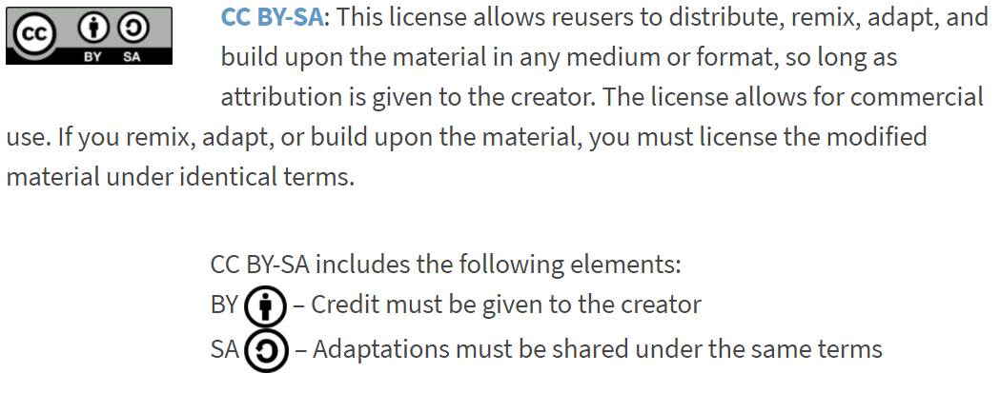 cc BY SA
CC BY-SA: This license allows reusers to distribute, remix, adapt, and
build upon the material in any medium or format, so long as
attribution is given to the creator. The license allows for commercial
use. If you remix, adapt, or build upon the material, you must license the modified
material under identical terms.
CC BY-SA includes the following elements:
BY – Credit must be given to the creator
SA – Adaptations must be shared under the same terms